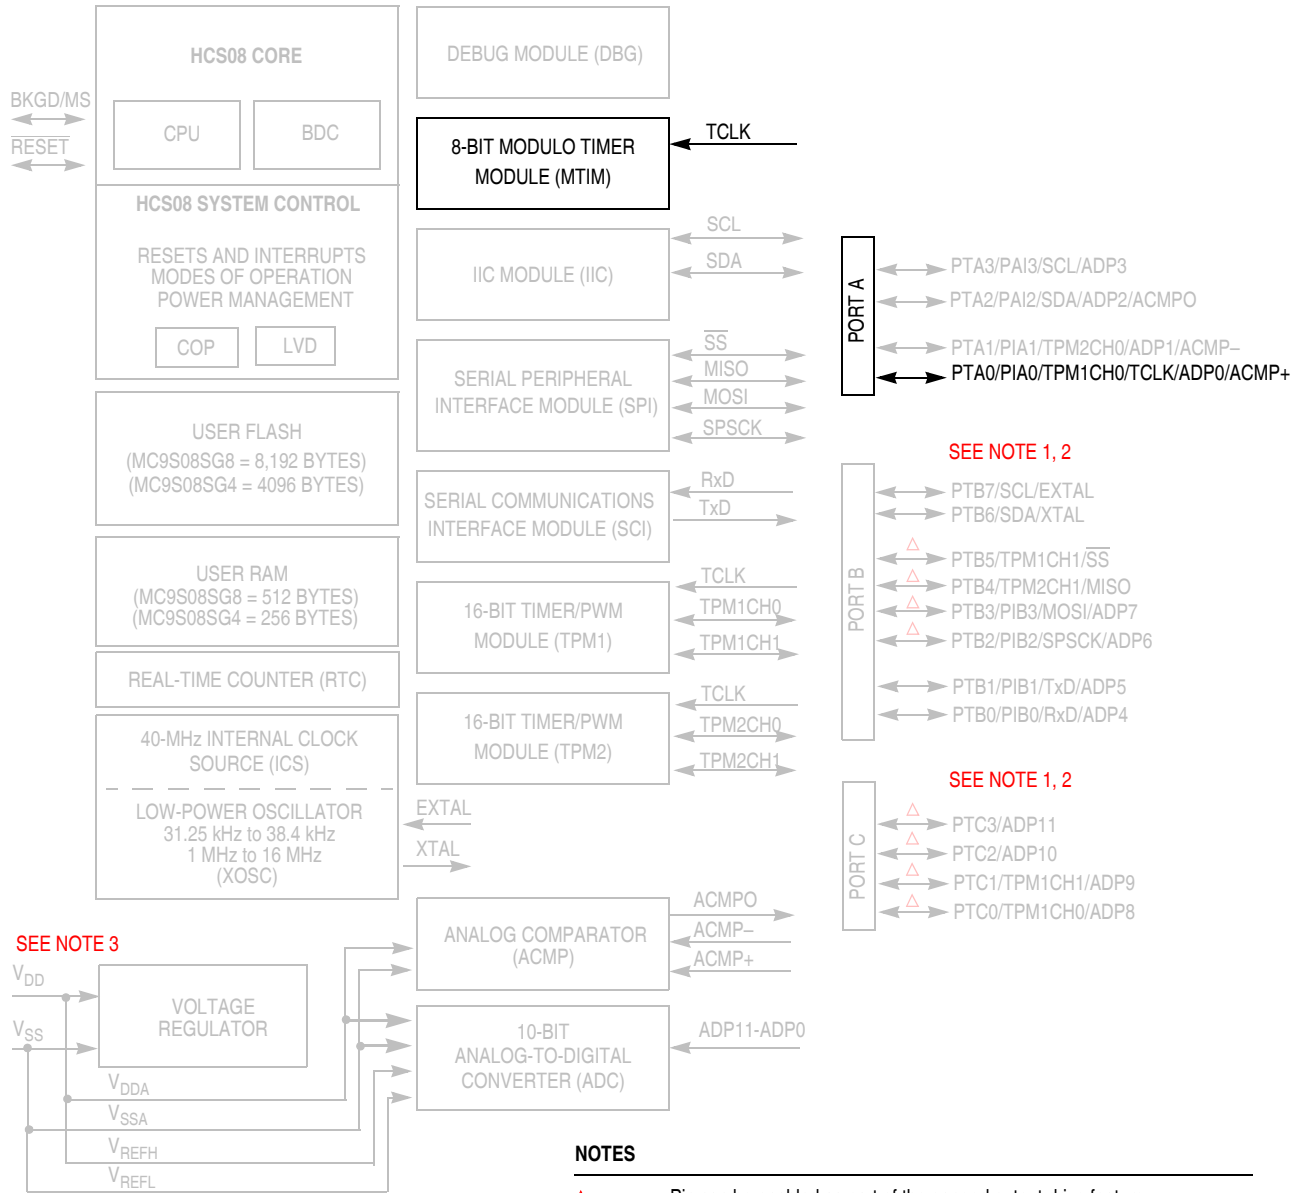 HCS08 CORE
CPU
BDC
BKGD/MS
RESET
HCS08 SYSTEM CONTROL
RESETS AND INTERRUPTS
MODES OF OPERATION
POWER MANAGEMENT
COP
LVD
USER FLASH
(MC9S08SG8 = 8,192 BYTES)
(MC9S08SG4 = 4096 BYTES)
USER RAM
(MC9S08SG8 = 512 BYTES)
(MC9S08SG4 = 256 BYTES)
REAL-TIME COUNTER (RTC)
40-MHz INTERNAL CLOCK
SOURCE (ICS)
LOW-POWER OSCILLATOR
31.25 kHz to 38.4 kHz
1 MHz to 16 MHz
(XOSC)
EXTAL
XTAL
SEE NOTE 3
VDD
VSS
VOLTAGE
REGULATOR
VDDA
VSSA
VREFH
VREFL
DEBUG MODULE (DBG)
8-BIT MODULO TIMER
MODULE (MTIM)
TCLK
IIC MODULE (IIC)
SCL
SDA
SERIAL PERIPHERAL
INTERFACE MODULE (SPI)
SS
MISO
MOSI
SPSCK
SERIAL COMMUNICATIONS
INTERFACE MODULE (SCI)
RxD
TxD
16-BIT TIMER/PWM
MODULE (TPM1)
TCLK
TPM1CH0
TPM1CH1
16-BIT TIMER/PWM
MODULE (TPM2)
TCLK
TPM2CH0
TPM2CH1
ANALOG COMPARATOR
(ACMP)
ACMPO
ACMP–
ACMP+
10-BIT
ANALOG-TO-DIGITAL
CONVERTER (ADC)
ADP11-ADP0
PORT A
PTA3/PAI3/SCL/ADP3
PTA2/PAI2/SDA/ADP2/ACMPO
PTA1/PIA1/TPM2CH0/ADP1/ACMP–
PTA0/PIA0/TPM1CH0/TCLK/ADP0/ACMP+
SEE NOTE 1, 2
PORT B
PTB7/SCL/EXTAL
PTB6/SDA/XTAL
PTB5/TPM1CH1/SS
PTB4/TPM2CH1/MISO
PTB3/PIB3/MOSI/ADP7
PTB2/PIB2/SPSCK/ADP6
PTB1/PIB1/TxD/ADP5
PTB0/PIB0/RxD/ADP4
SEE NOTE 1, 2
PORT C
PTC3/ADP11
PTC2/ADP10
PTC1/TPM1CH1/ADP9
PTC0/TPM1CH0/ADP8
NOTES